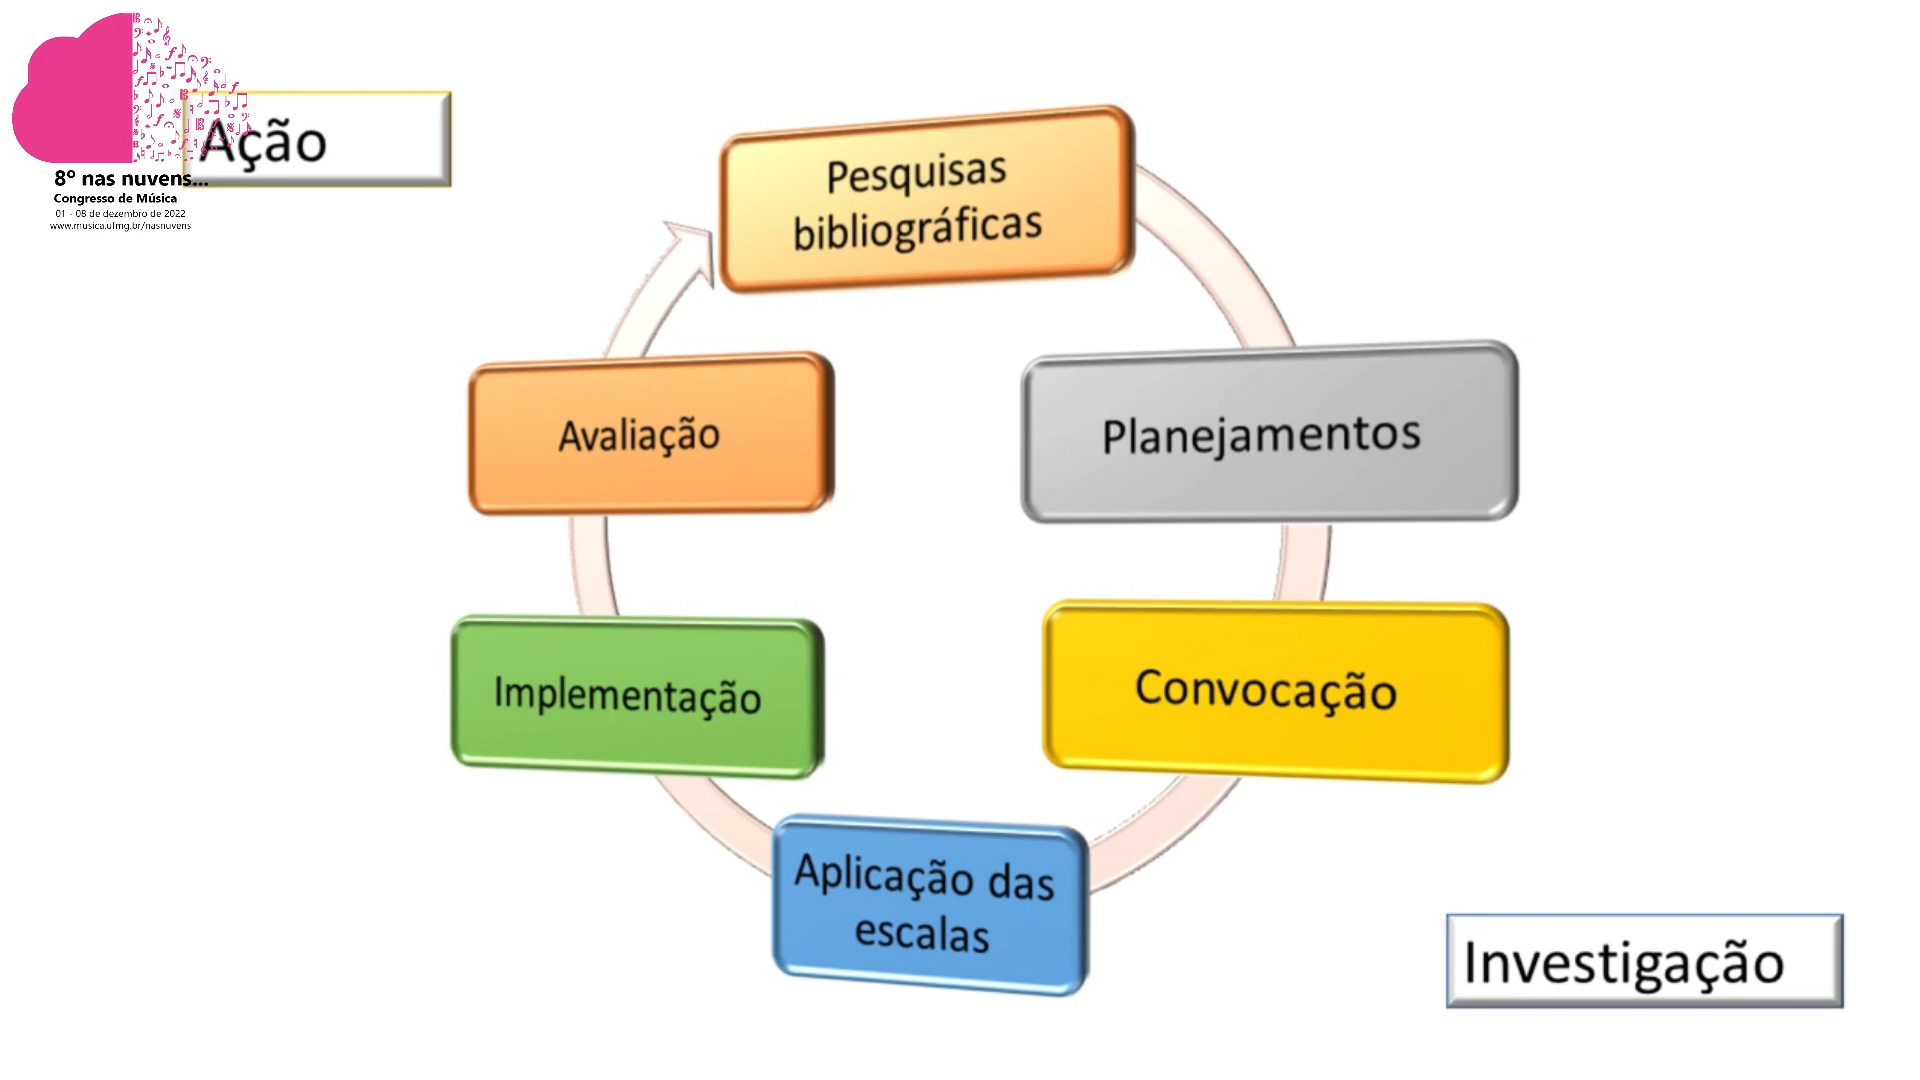 Ação
8º nas nuvens...
Congresso de Música
01 - 08 de dezembro de 2022
www.musica.ufmg.br/nasnuvens
Pesquisas
bibliográficas
Avaliação
Planejamentos
Implementação
Convocação
Aplicação das
escalas
Investigação